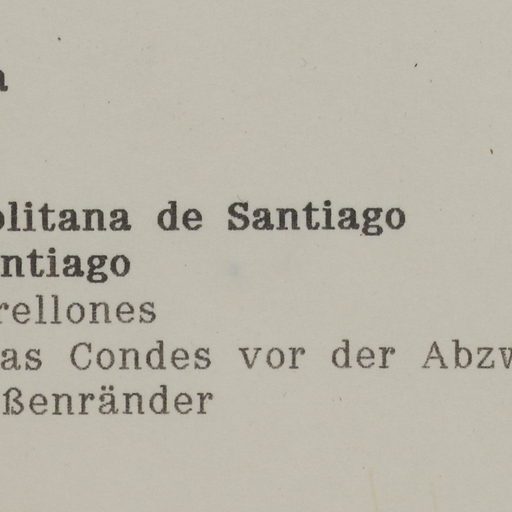 a
olitana de Santiago
ntiago
rellones
as Condes vor der Abzw
ßenränder